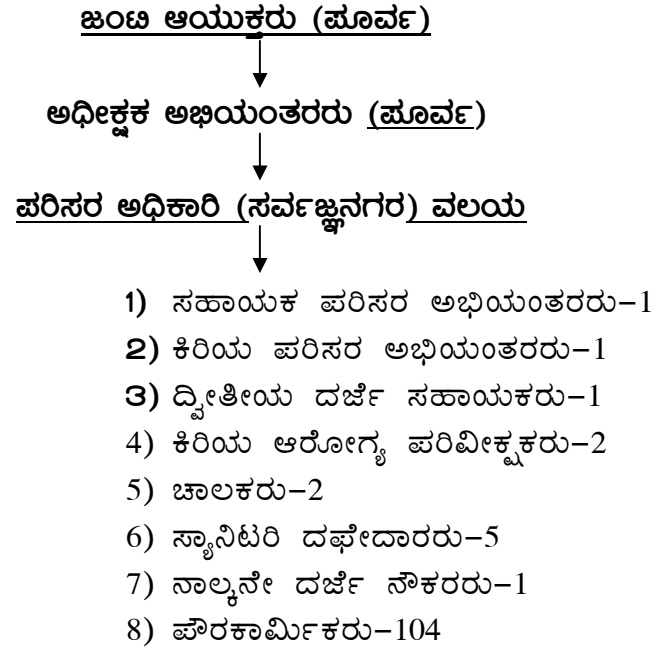 ಜಂಟಿ ಆಯುಕ್ತರು (ಪೂರ್ವ)
ಅಧೀಕ್ಷಕ ಅಭಿಯಂತರರು (ಪೂರ್ವ)
ಪರಿಸರ ಅಧಿಕಾರಿ (ಸರ್ವಜ್ಞನಗರ) ವಲಯ
1) ಸಹಾಯಕ ಪರಿಸರ ಅಭಿಯಂತರರು–1
2) ಕಿರಿಯ ಪರಿಸರ ಅಭಿಯಂತರರು–1
3) ದ್ವಿತೀಯ ದರ್ಜೆ ಸಹಾಯಕರು–1
4) ಕಿರಿಯ ಆರೋಗ್ಯ ಪರಿವೀಕ್ಷಕರು–2
5) ಚಾಲಕರು–2
6) ಸ್ಯಾನಿಟರಿ ದಫೇದಾರರು–5
7) ನಾಲ್ಕನೇ ದರ್ಜೆ ನೌಕರರು–1
8) ಪೌರಕಾರ್ಮಿಕರು–104